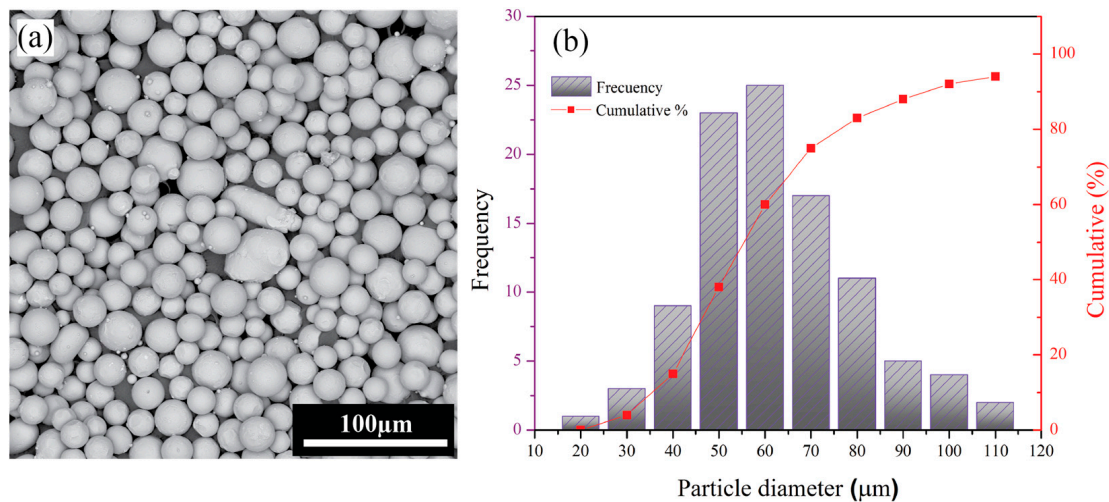 (a)
100µm
(b)
30
25
20
15
10
5
0
Frequency
Frecuency
Cumulative %
100
80
60
40
20
0
Cumulative (%)
10 20 30 40 50 60 70 80 90 100 110 120
Particle diameter (µm)